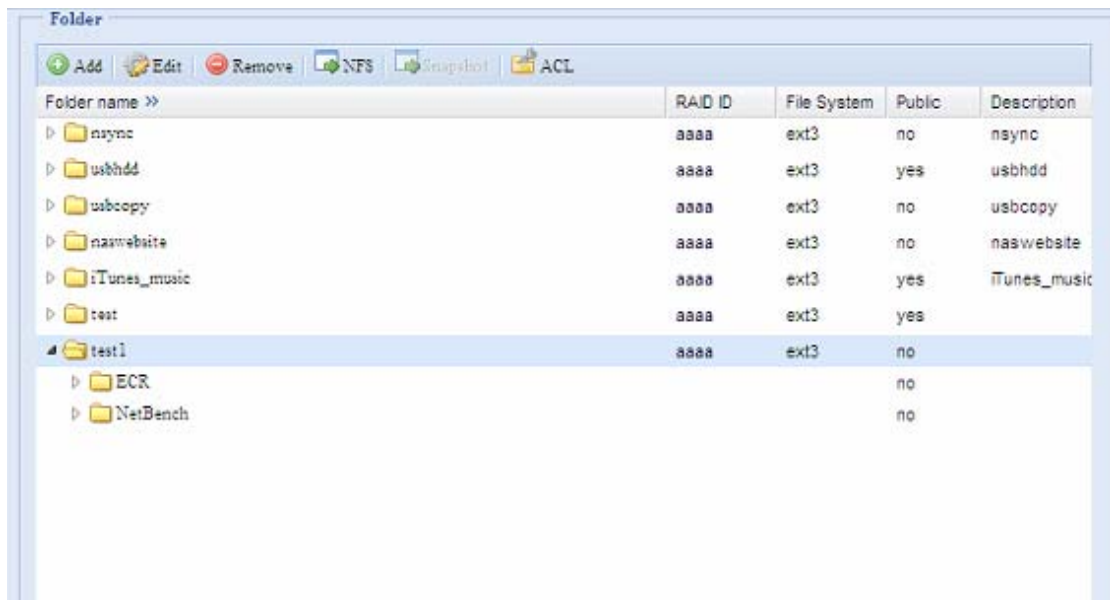 Folder
Add Edit Remove NFS Snapshot ACL
Folder name » RAID ID File System Public Description
nsync aaaa ext3 no nsync
usbhdd aaaa ext3 yes usbhdd
usbcopy aaaa ext3 no usbcopy
naswebsite aaaa ext3 no naswebsite
iTunes_music aaaa ext3 yes iTunes_music
test aaaa ext3 yes
test1 aaaa ext3 no
ECR no
NetBench no